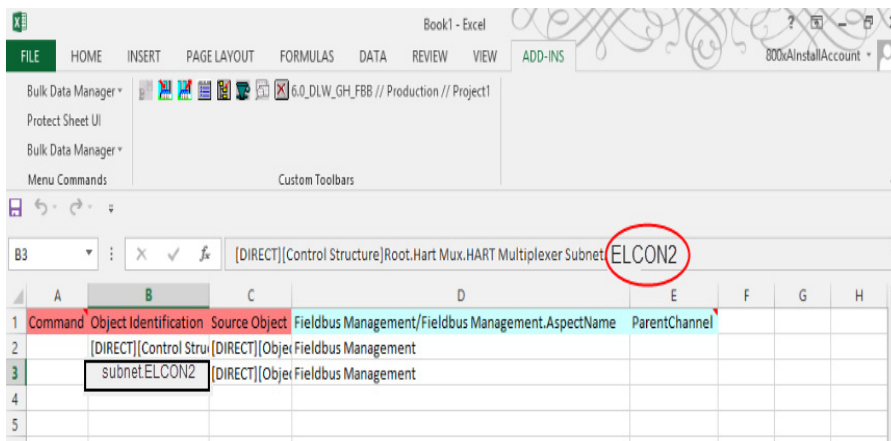 Book1 - Excel
?
FILE HOME INSERT PAGE LAYOUT FORMULAS DATA REVIEW VIEW ADD-INS 800xAInstallAccount
Bulk Data Manager 6.0_DLW_GH_FBB // Production // Project1
Protect Sheet UI
Bulk Data Manager
Menu Commands Custom Toolbars
B3 fx [DIRECT][Control Structure]Root.Hart Mux.HART Multiplexer Subnet.ELCON2
A B C D E F G H
1 Command Object Identification Source Object Fieldbus Management/Fieldbus Management.AspectName ParentChannel
2 [DIRECT][Control Stru [DIRECT][Objec Fieldbus Management
3 subnet.ELCON2 [DIRECT][Objec Fieldbus Management
4
5